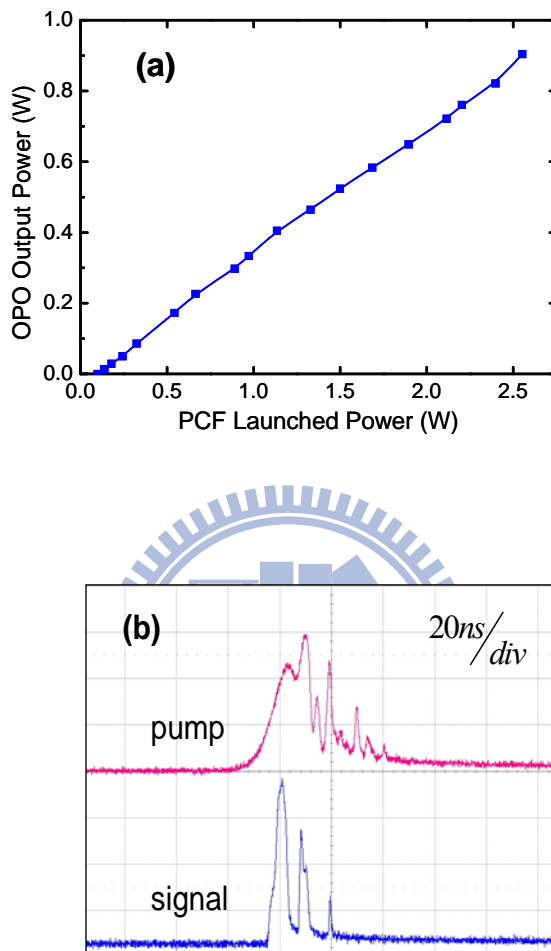 (a)
OPO Output Power (W)
1.0
0.8
0.6
0.4
0.2
0.0
0.0 0.5 1.0 1.5 2.0 2.5
PCF Launched Power (W)
(b)
20ns/div
pump
signal